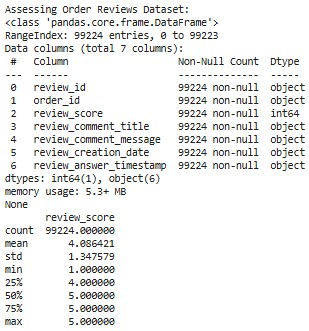 Assessing Order Reviews Dataset:
<class 'pandas.core.frame.DataFrame'>
RangeIndex: 99224 entries, 0 to 99223
Data columns (total 7 columns):
 #   Column                   Non-Null Count  Dtype
---  ------                   --------------  -----
 0   review_id                99224 non-null  object
 1   order_id                 99224 non-null  object
 2   review_score             99224 non-null  int64
 3   review_comment_title     99224 non-null  object
 4   review_comment_message   99224 non-null  object
 5   review_creation_date     99224 non-null  object
 6   review_answer_timestamp  99224 non-null  object
dtypes: int64(1), object(6)
memory usage: 5.3+ MB
None
       review_score
count  99224.000000
mean       4.086421
std        1.347579
min        1.000000
25%        4.000000
50%        5.000000
75%        5.000000
max        5.000000